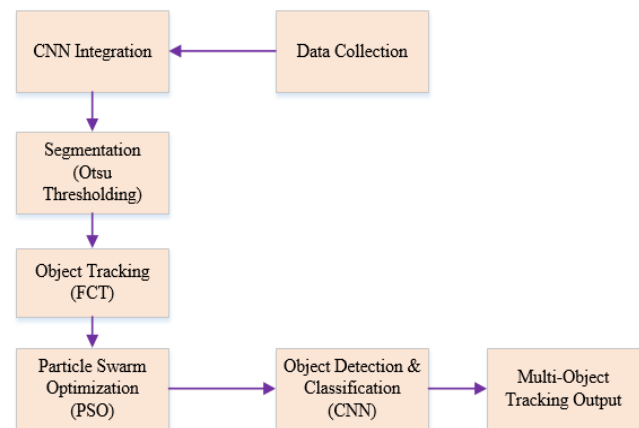 CNN Integration
Data Collection
Segmentation
(Otsu
Thresholding)
Object Tracking
(FCT)
Particle Swarm
Optimization
(PSO)
Object Detection &
Classification
(CNN)
Multi-Object
Tracking Output